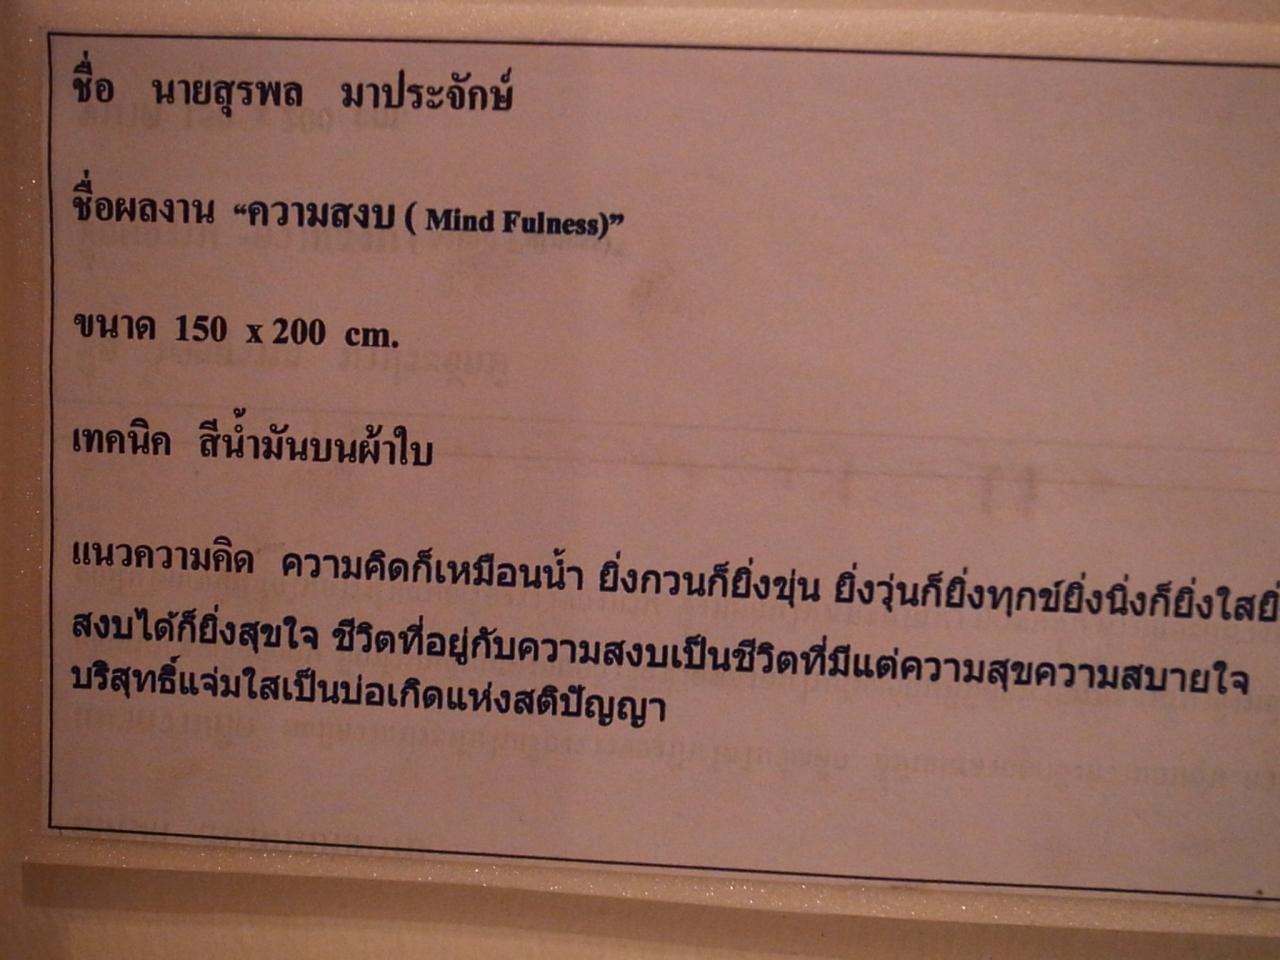 ชื่อ นายสุรพล มาประจักษ์
ชื่อผลงาน “ความสงบ ( Mind Fulness)”
ขนาด 150 x 200 cm.
เทคนิค สีน้ำมันบนผ้าใบ
แนวความคิด ความคิดก็เหมือนน้ำ ยิ่งกวนก็ยิ่งขุ่น ยิ่งวุ่นก็ยิ่งทุกข์ยิ่งนิ่งก็ยิ่งใส
สงบได้ก็ยิ่งสุขใจ ชีวิตที่อยู่กับความสงบเป็นชีวิตที่มีแต่ความสุขความสบายใจ
บริสุทธิ์แจ่มใสเป็นบ่อเกิดแห่งสติปัญญา